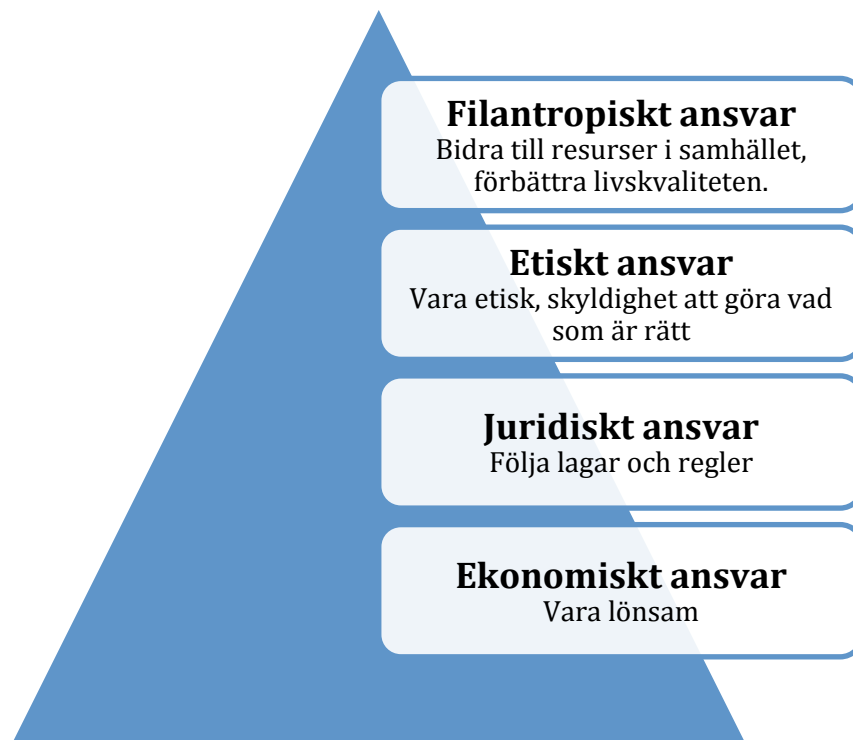 Filantropiskt ansvar
Bidra till resurser i samhället,
förbättra livskvaliteten.
Etiskt ansvar
Vara etisk, skyldighet att göra vad
som är rätt
Juridiskt ansvar
Följa lagar och regler
Ekonomiskt ansvar
Vara lönsam